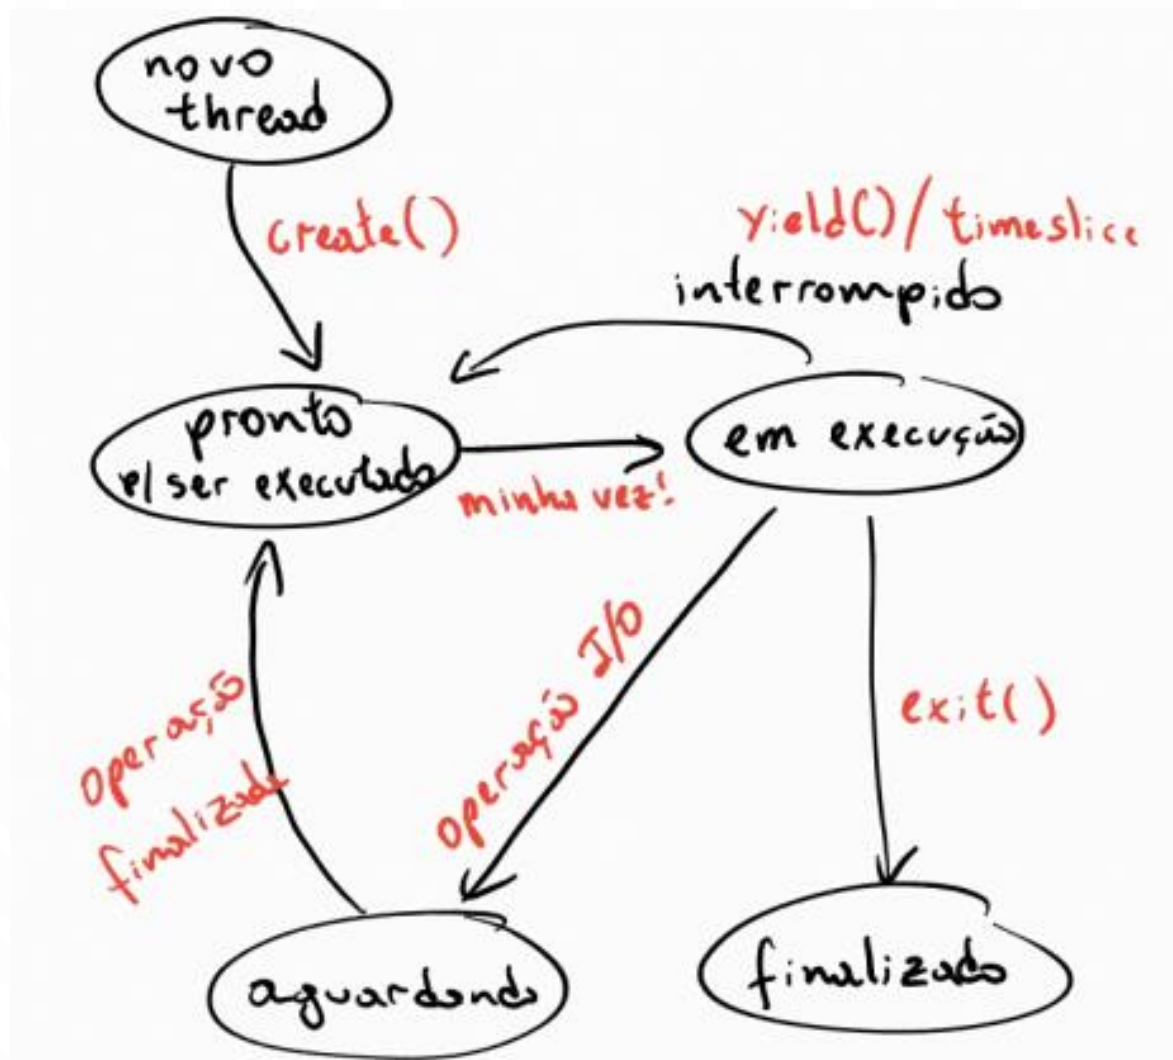 novo
thread
create()
yield()/timeslice
interrompido
pronto
p/ ser executado
minha vez!
em execução
operação I/O
exit()
operação
finalizada
aguardando
finalizado